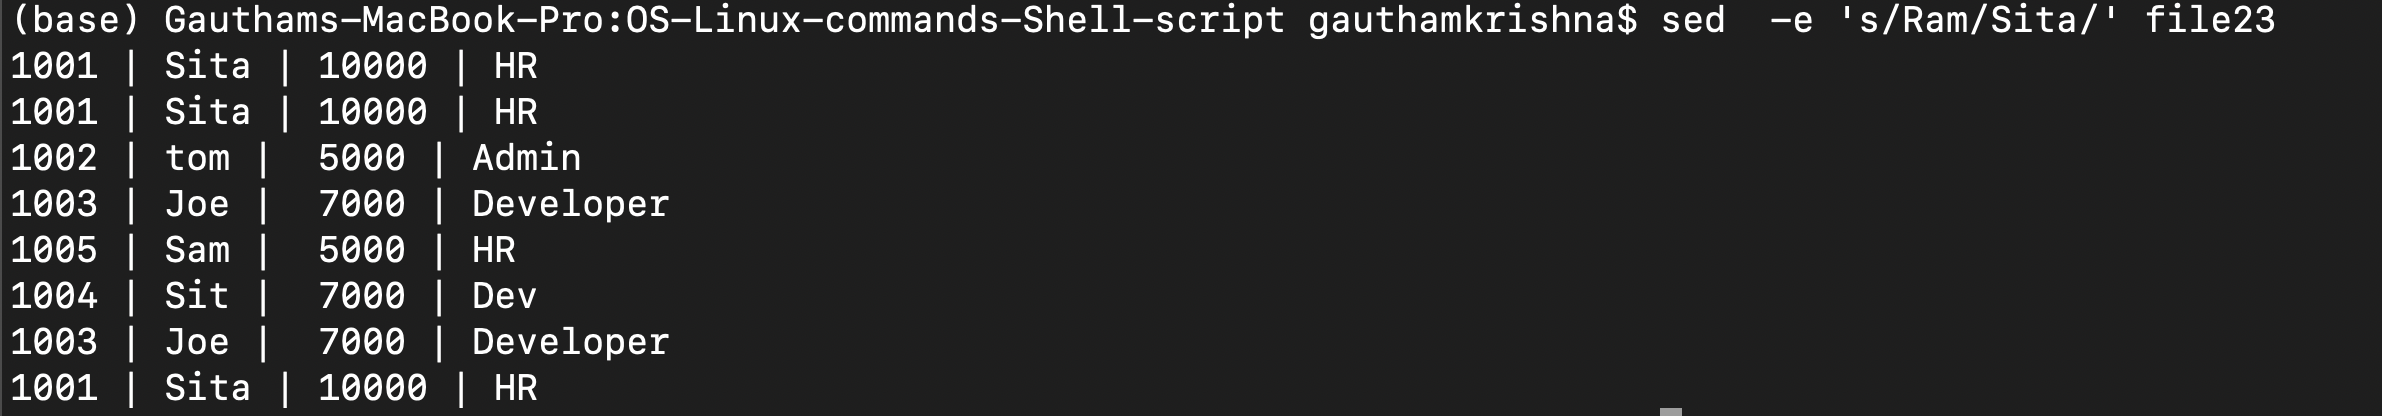 (base) Gauthams-MacBook-Pro:OS-Linux-commands-Shell-script gauthamkrishna$ sed  -e 's/Ram/Sita/' file23
1001 | Sita | 10000 | HR
1001 | Sita | 10000 | HR
1002 | tom |  5000 | Admin
1003 | Joe |  7000 | Developer
1005 | Sam |  5000 | HR
1004 | Sit |  7000 | Dev
1003 | Joe |  7000 | Developer
1001 | Sita | 10000 | HR